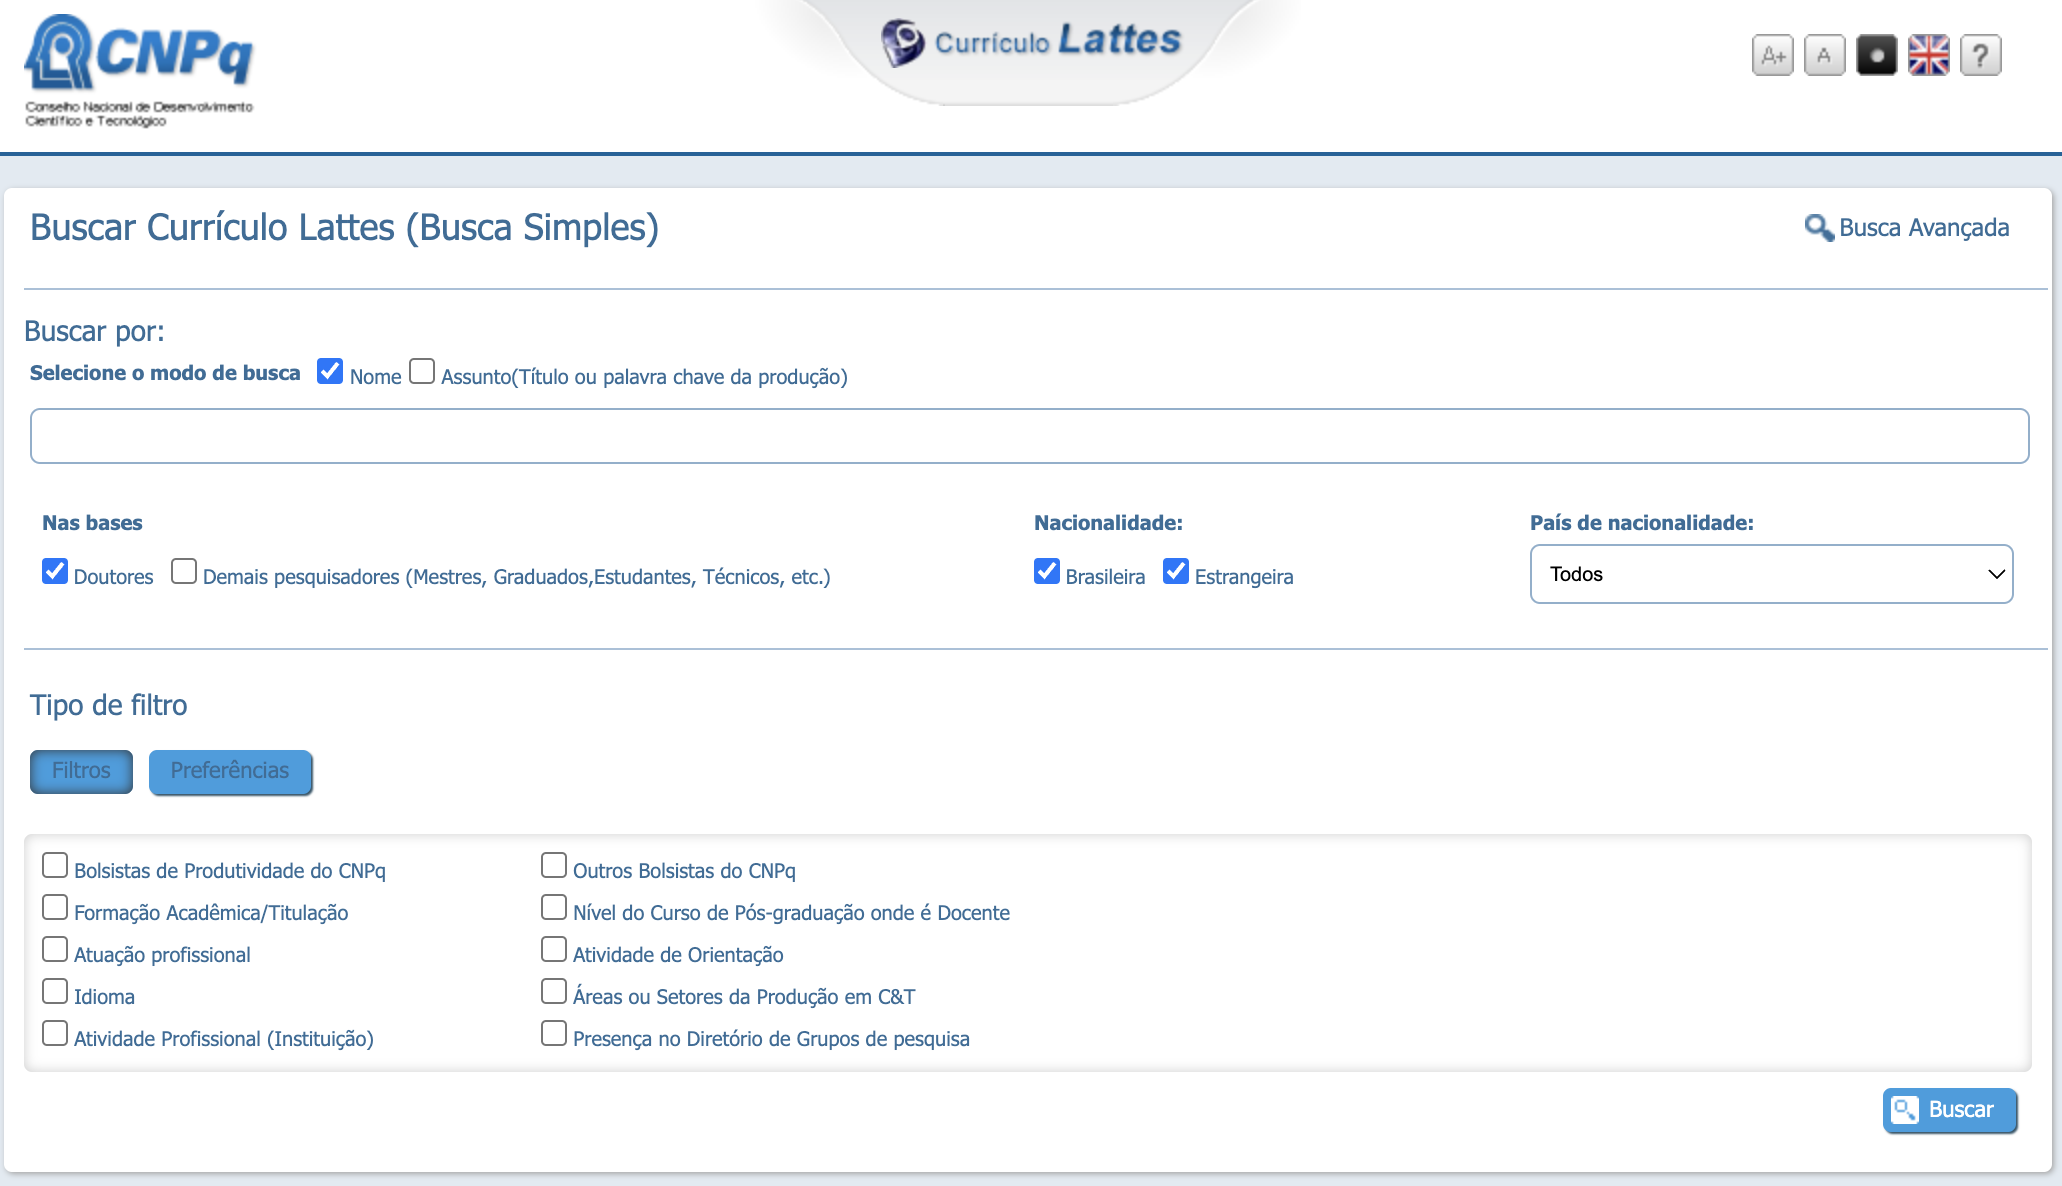 CNPq
Conselho Nacional de Desenvolvimento
Científico e Tecnológico
Currículo Lattes
A+
A
?
Buscar Currículo Lattes (Busca Simples)
Busca Avançada
Buscar por:
Selecione o modo de busca Nome Assunto(Título ou palavra chave da produção)
Nas bases
Doutores Demais pesquisadores (Mestres, Graduados,Estudantes, Técnicos, etc.)
Nacionalidade:
Brasileira Estrangeira
País de nacionalidade:
Todos
Tipo de filtro
Filtros
Preferências
Bolsistas de Produtividade do CNPq
Formação Acadêmica/Titulação
Atuação profissional
Idioma
Atividade Profissional (Instituição)
Outros Bolsistas do CNPq
Nível do Curso de Pós-graduação onde é Docente
Atividade de Orientação
Áreas ou Setores da Produção em C&T
Presença no Diretório de Grupos de pesquisa
Buscar